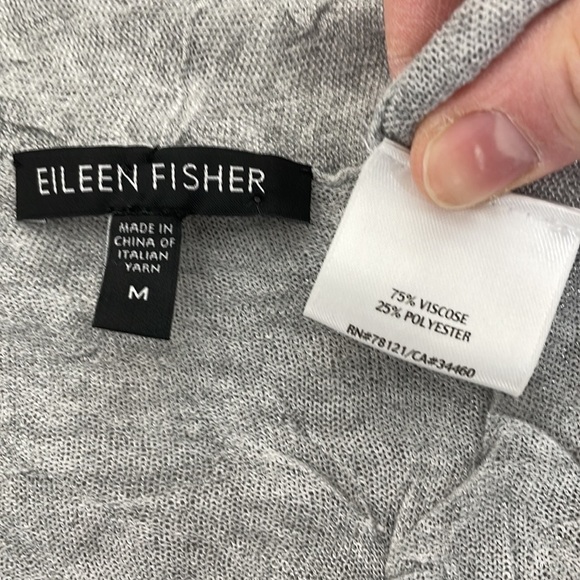 EILEEN FISHER
MADE IN
CHINA OF
ITALIAN
YARN
M
75% VISCOSE
25% POLYESTER
RN#78121/CA#34460